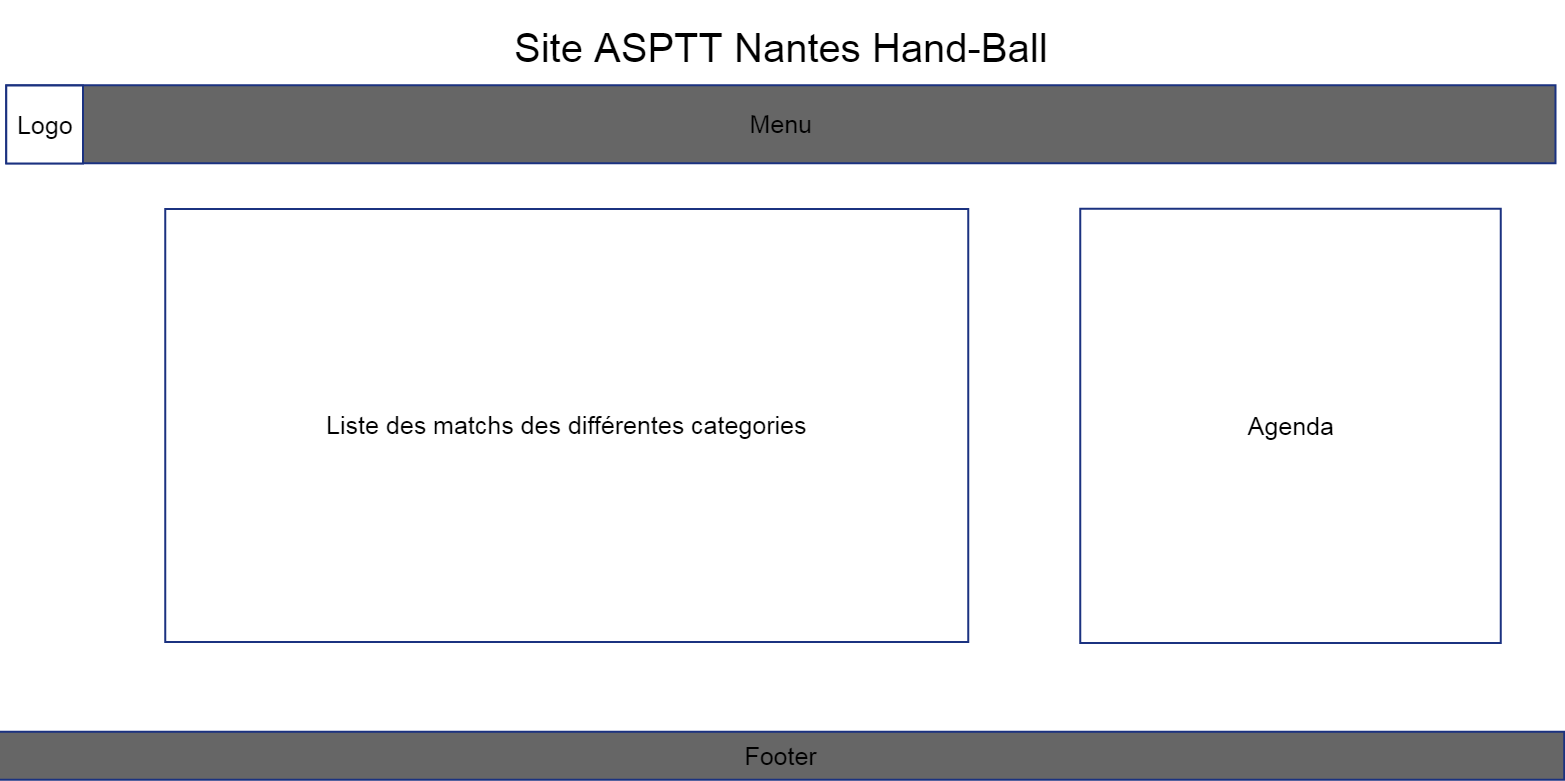 Site ASPTT Nantes Hand-Ball
Logo
Menu
Liste des matchs des différentes categories
Agenda
Footer